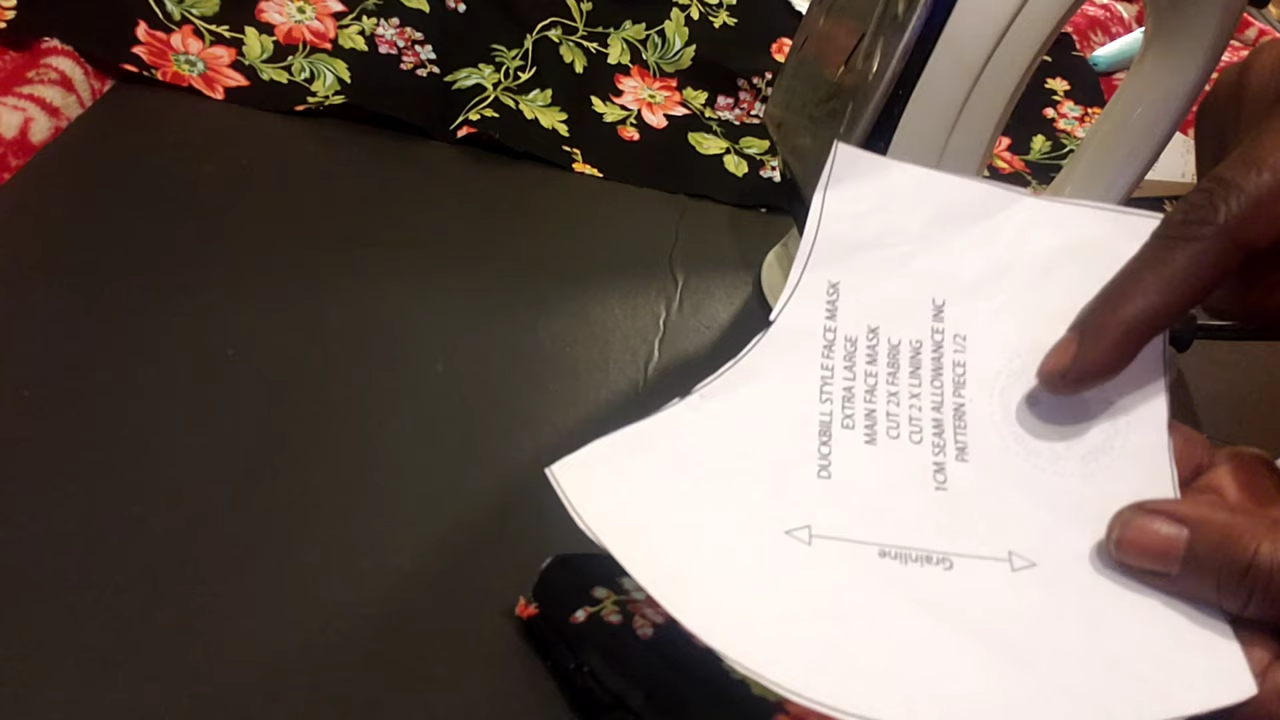 DUCKBILL STYLE FACE MASK
EXTRA LARGE
MAIN FACE MASK
CUT 2X FABRIC
CUT 2 X LINING
1CM SEAM ALLOWANCE INC
PATTERN PIECE 1/2
Grainline